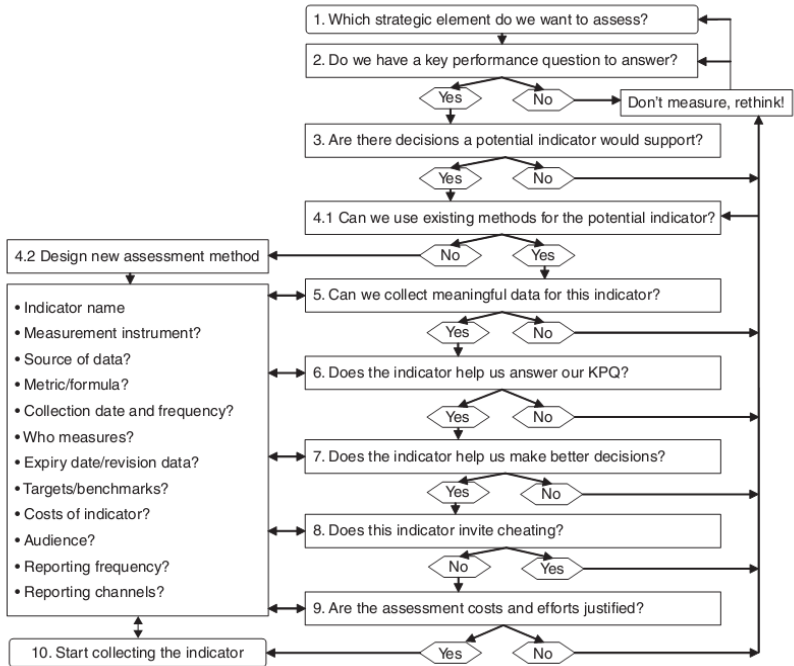 1. Which strategic element do we want to assess?
2. Do we have a key performance question to answer?
Yes
No
Don't measure, rethink!
3. Are there decisions a potential indicator would support?
Yes
No
4.1 Can we use existing methods for the potential indicator?
4.2 Design new assessment method
No
Yes
• Indicator name
• Measurement instrument?
• Source of data?
• Metric/formula?
• Collection date and frequency?
• Who measures?
• Expiry date/revision data?
• Targets/benchmarks?
• Costs of indicator?
• Audience?
• Reporting frequency?
• Reporting channels?
5. Can we collect meaningful data for this indicator?
Yes
No
6. Does the indicator help us answer our KPQ?
Yes
No
7. Does the indicator help us make better decisions?
Yes
No
8. Does this indicator invite cheating?
No
Yes
9. Are the assessment costs and efforts justified?
Yes
No
10. Start collecting the indicator